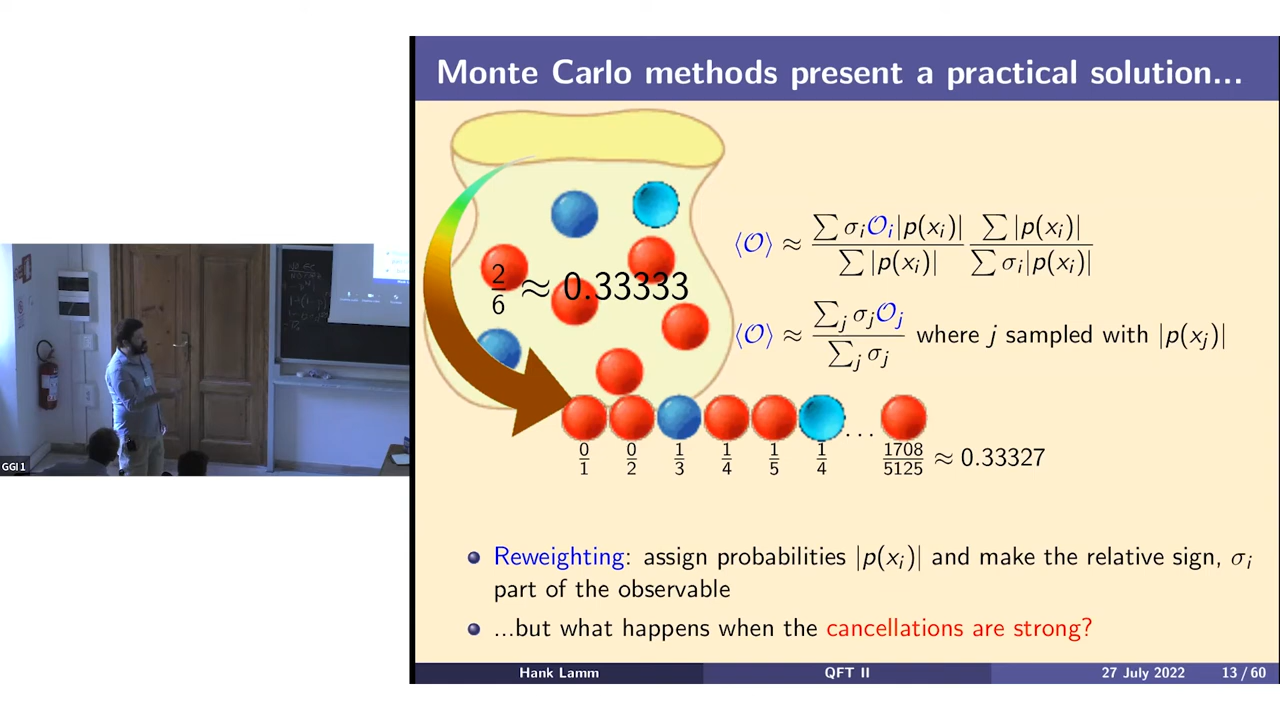 Monte Carlo methods present a practical solution...
⟨O⟩ ≈ ∑ σᵢOᵢ|p(xᵢ)| / ∑ |p(xᵢ)| ∑ |p(xᵢ)| / ∑ σᵢ|p(xᵢ)|
2/6 ≈ 0.33333
⟨O⟩ ≈ ∑ⱼ σⱼOⱼ / ∑ⱼ σⱼ where j sampled with |p(xⱼ)|
...
0/1 0/2 1/3 1/4 1/5 1/4 1708/5125 ≈ 0.33327
GGI 1
Reweighting: assign probabilities |p(xᵢ)| and make the relative sign, σᵢ
part of the observable
...but what happens when the cancellations are strong?
Hank Lamm QFT II 27 July 2022 13 / 60